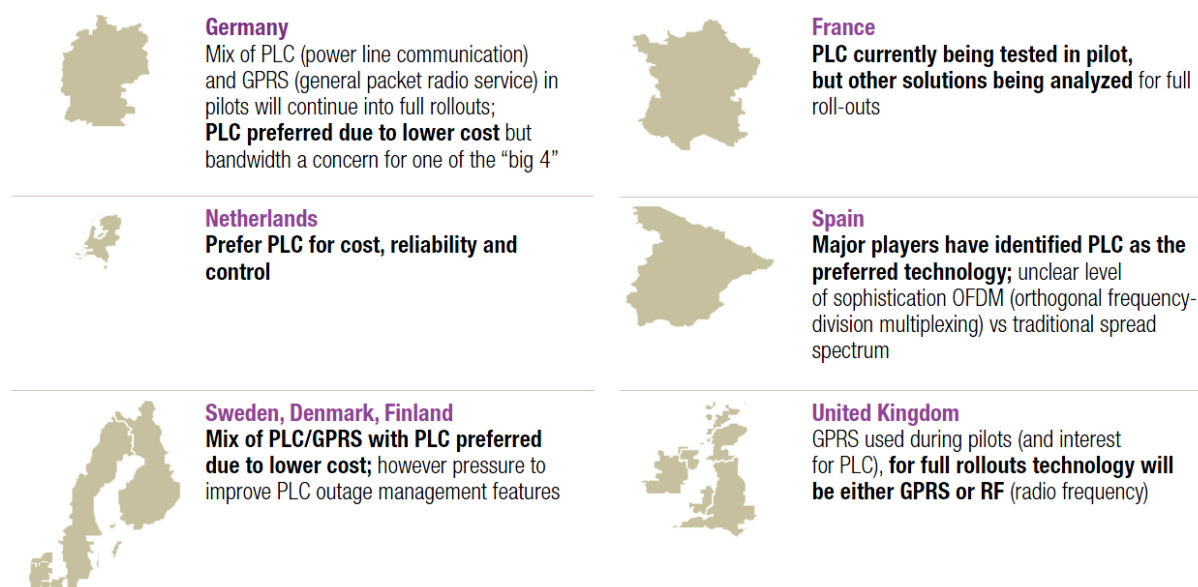 Germany
Mix of PLC (power line communication)
and GPRS (general packet radio service) in
pilots will continue into full rollouts;
PLC preferred due to lower cost but
bandwidth a concern for one of the “big 4”
France
PLC currently being tested in pilot,
but other solutions being analyzed for full
roll-outs
Netherlands
Prefer PLC for cost, reliability and
control
Spain
Major players have identified PLC as the
preferred technology; unclear level
of sophistication OFDM (orthogonal frequency-
division multiplexing) vs traditional spread
spectrum
Sweden, Denmark, Finland
Mix of PLC/GPRS with PLC preferred
due to lower cost; however pressure to
improve PLC outage management features
United Kingdom
GPRS used during pilots (and interest
for PLC), for full rollouts technology will
be either GPRS or RF (radio frequency)